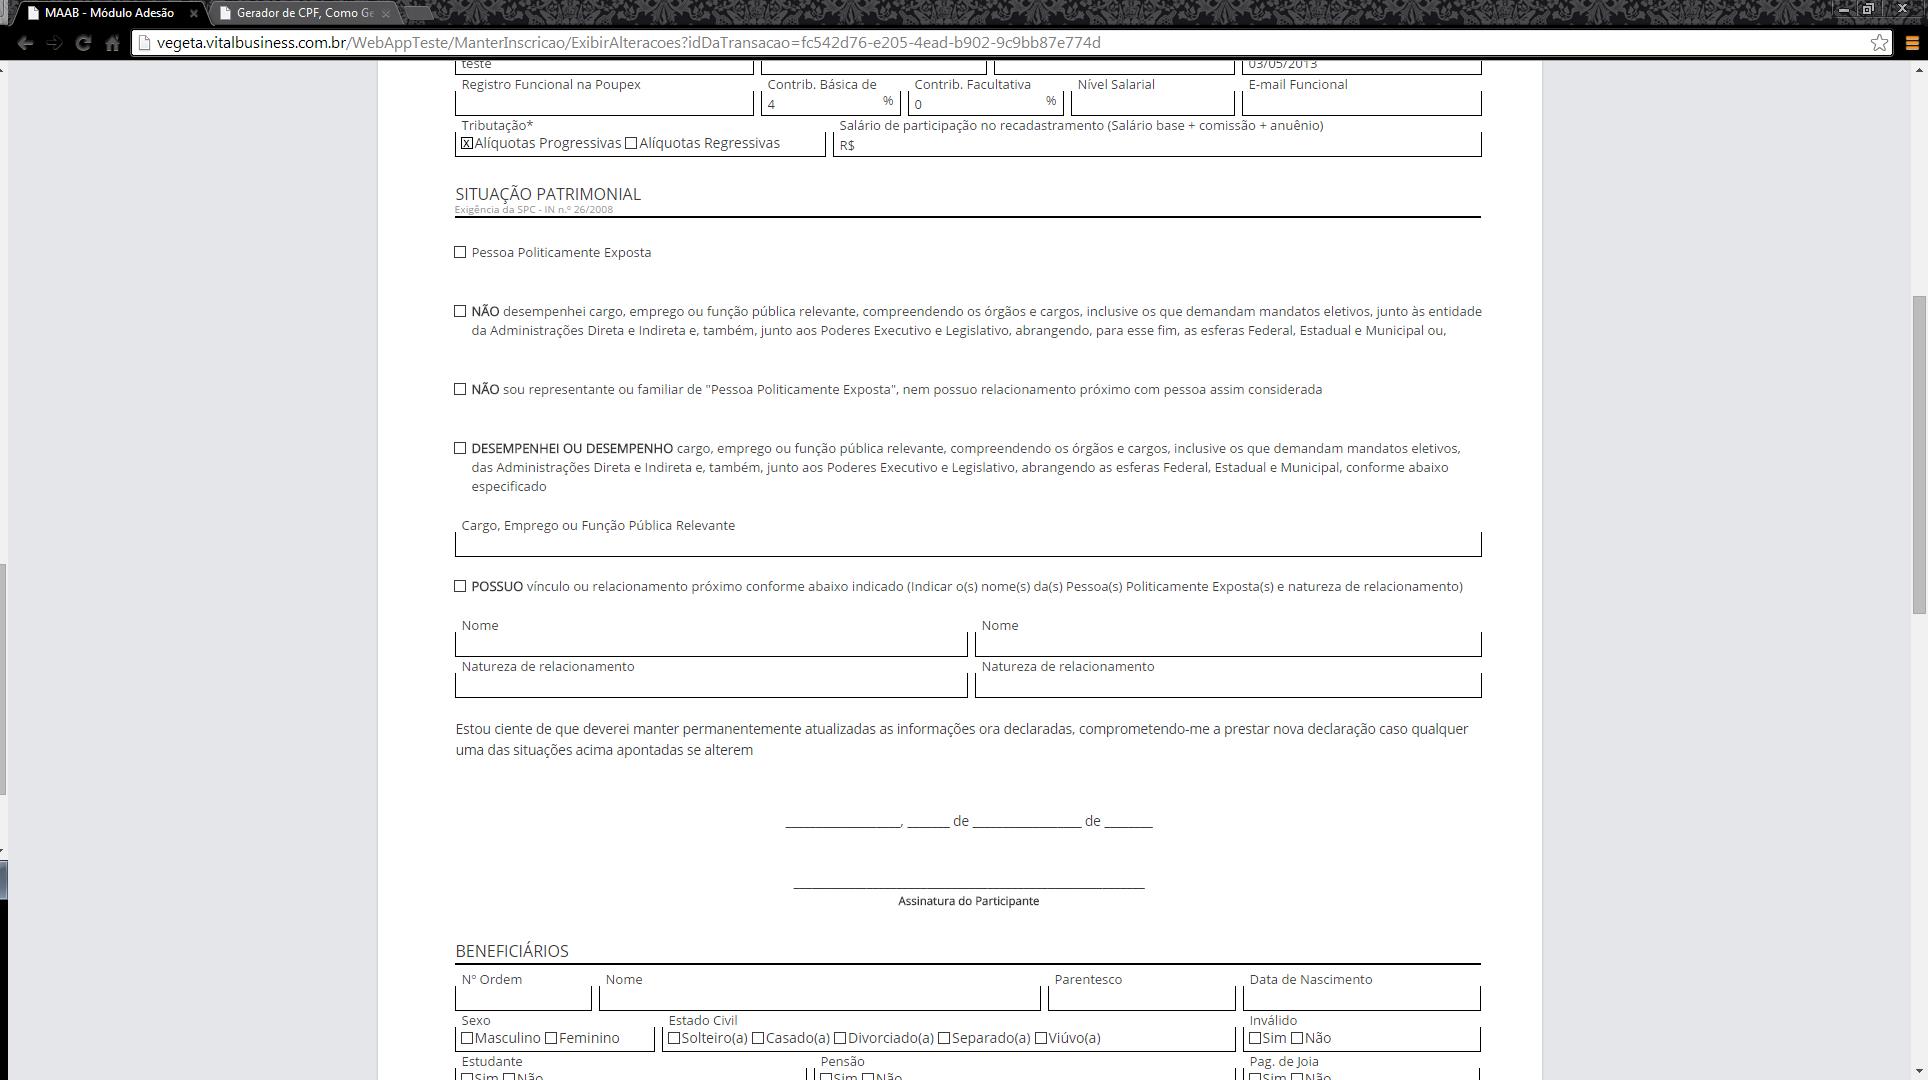 MAAB - Módulo Adesão
Gerador de CPF, Como Ge
vegeta.vitalbusiness.com.br/WebAppTeste/ManterInscricao/ExibirAlteracoes?idDaTransacao=fc542d76-e205-4ead-b902-9c9bb87e774d
teste 03/05/2013
Registro Funcional na Poupex Contrib. Básica de Contrib. Facultativa Nível Salarial E-mail Funcional
4 % 0 %
Tributação* Salário de participação no recadastramento (Salário base + comissão + anuênio)
X Alíquotas Progressivas Alíquotas Regressivas R$
SITUAÇÃO PATRIMONIAL
Exigência da SPC - IN n.º 26/2008
Pessoa Politicamente Exposta
NÃO desempenhei cargo, emprego ou função pública relevante, compreendendo os órgãos e cargos, inclusive os que demandam mandatos eletivos, junto às entidade
da Administrações Direta e Indireta e, também, junto aos Poderes Executivo e Legislativo, abrangendo, para esse fim, as esferas Federal, Estadual e Municipal ou,
NÃO sou representante ou familiar de "Pessoa Politicamente Exposta", nem possuo relacionamento próximo com pessoa assim considerada
DESEMPENHEI OU DESEMPENHO cargo, emprego ou função pública relevante, compreendendo os órgãos e cargos, inclusive os que demandam mandatos eletivos,
das Administrações Direta e Indireta e, também, junto aos Poderes Executivo e Legislativo, abrangendo as esferas Federal, Estadual e Municipal, conforme abaixo
especificado
Cargo, Emprego ou Função Pública Relevante
POSSUO vínculo ou relacionamento próximo conforme abaixo indicado (Indicar o(s) nome(s) da(s) Pessoa(s) Politicamente Exposta(s) e natureza de relacionamento)
Nome Nome
Natureza de relacionamento Natureza de relacionamento
Estou ciente de que deverei manter permanentemente atualizadas as informações ora declaradas, comprometendo-me a prestar nova declaração caso qualquer
uma das situações acima apontadas se alterem
________________, ______ de _______________ de _______
Assinatura do Participante
BENEFICIÁRIOS
Nº Ordem Nome Parentesco Data de Nascimento
Sexo Estado Civil Inválido
Masculino Feminino Solteiro(a) Casado(a) Divorciado(a) Separado(a) Viúvo(a) Sim Não
Estudante Pensão Pag. de Joia
Sim Não Sim Não Sim Não